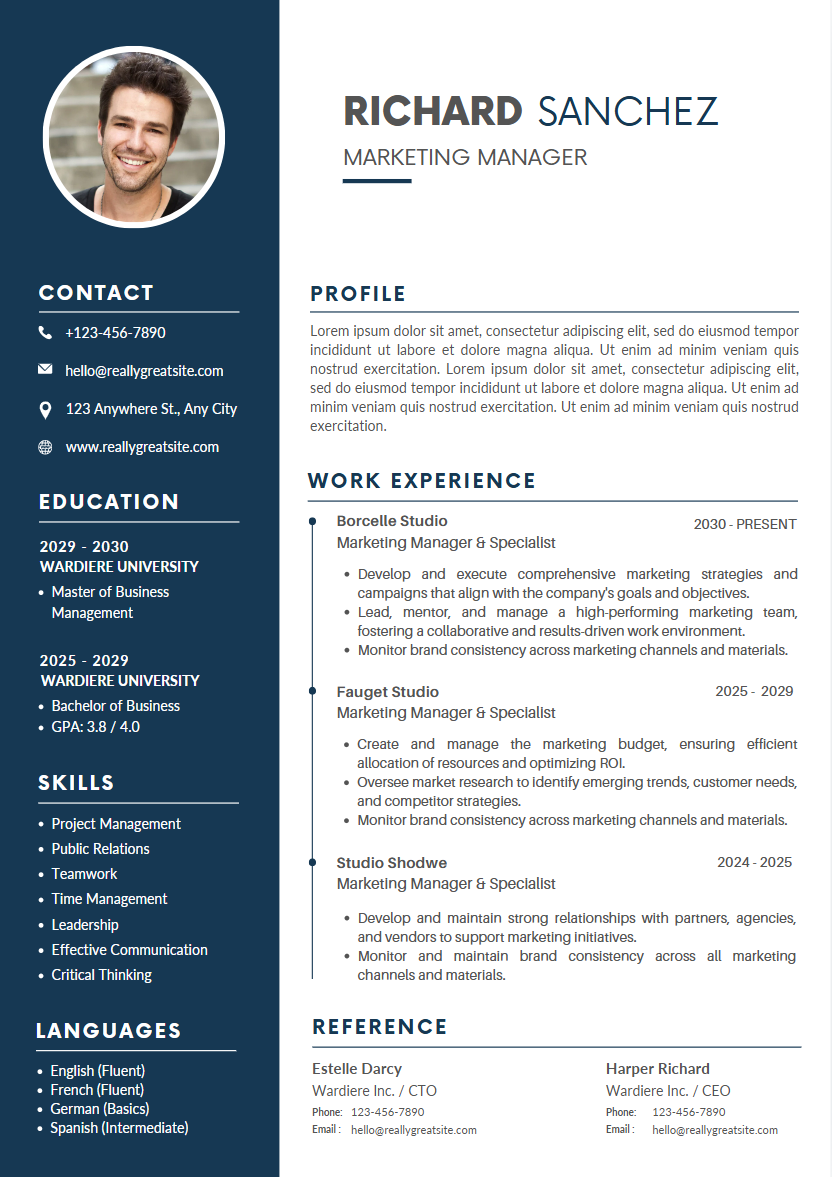 RICHARD SANCHEZ
MARKETING MANAGER
CONTACT
+123-456-7890
hello@reallygreatsite.com
123 Anywhere St., Any City
www.reallygreatsite.com
EDUCATION
2029 - 2030
WARDIERE UNIVERSITY
• Master of Business
Management
2025 - 2029
WARDIERE UNIVERSITY
• Bachelor of Business
• GPA: 3.8 / 4.0
SKILLS
• Project Management
• Public Relations
• Teamwork
• Time Management
• Leadership
• Effective Communication
• Critical Thinking
LANGUAGES
• English (Fluent)
• French (Fluent)
• German (Basics)
• Spanish (Intermediate)
PROFILE
Lorem ipsum dolor sit amet, consectetur adipiscing elit, sed do eiusmod tempor
incididunt ut labore et dolore magna aliqua. Ut enim ad minim veniam quis
nostrud exercitation. Lorem ipsum dolor sit amet, consectetur adipiscing elit,
sed do eiusmod tempor incididunt ut labore et dolore magna aliqua. Ut enim ad
minim veniam quis nostrud exercitation. Ut enim ad minim veniam quis nostrud
exercitation.
WORK EXPERIENCE
Borcelle Studio 2030 - PRESENT
Marketing Manager & Specialist
• Develop and execute comprehensive marketing strategies and
campaigns that align with the company's goals and objectives.
• Lead, mentor, and manage a high-performing marketing team,
fostering a collaborative and results-driven work environment.
• Monitor brand consistency across marketing channels and materials.
Fauget Studio 2025 - 2029
Marketing Manager & Specialist
• Create and manage the marketing budget, ensuring efficient
allocation of resources and optimizing ROI.
• Oversee market research to identify emerging trends, customer needs,
and competitor strategies.
• Monitor brand consistency across marketing channels and materials.
Studio Shodwe 2024 - 2025
Marketing Manager & Specialist
• Develop and maintain strong relationships with partners, agencies,
and vendors to support marketing initiatives.
• Monitor and maintain brand consistency across all marketing
channels and materials.
REFERENCE
Estelle Darcy
Wardiere Inc. / CTO
Phone: 123-456-7890
Email : hello@reallygreatsite.com
Harper Richard
Wardiere Inc. / CEO
Phone: 123-456-7890
Email : hello@reallygreatsite.com